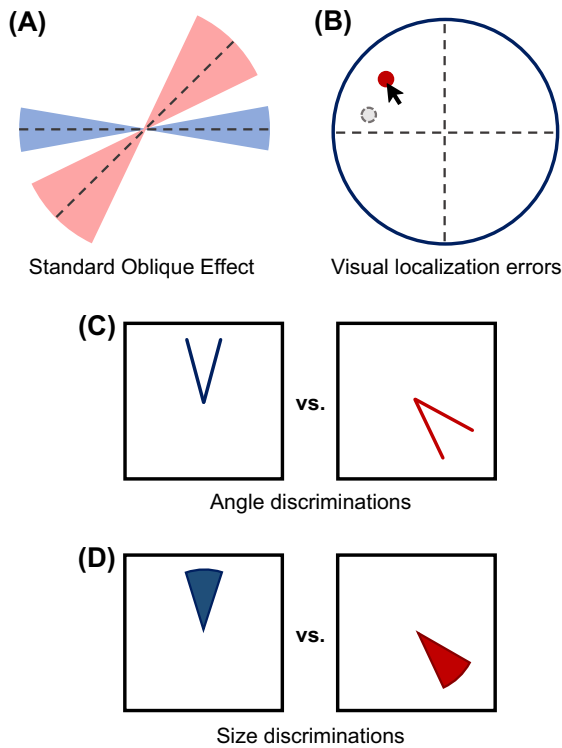 (A)
(B)
Standard Oblique Effect
Visual localization errors
(C)
vs.
Angle discriminations
(D)
vs.
Size discriminations